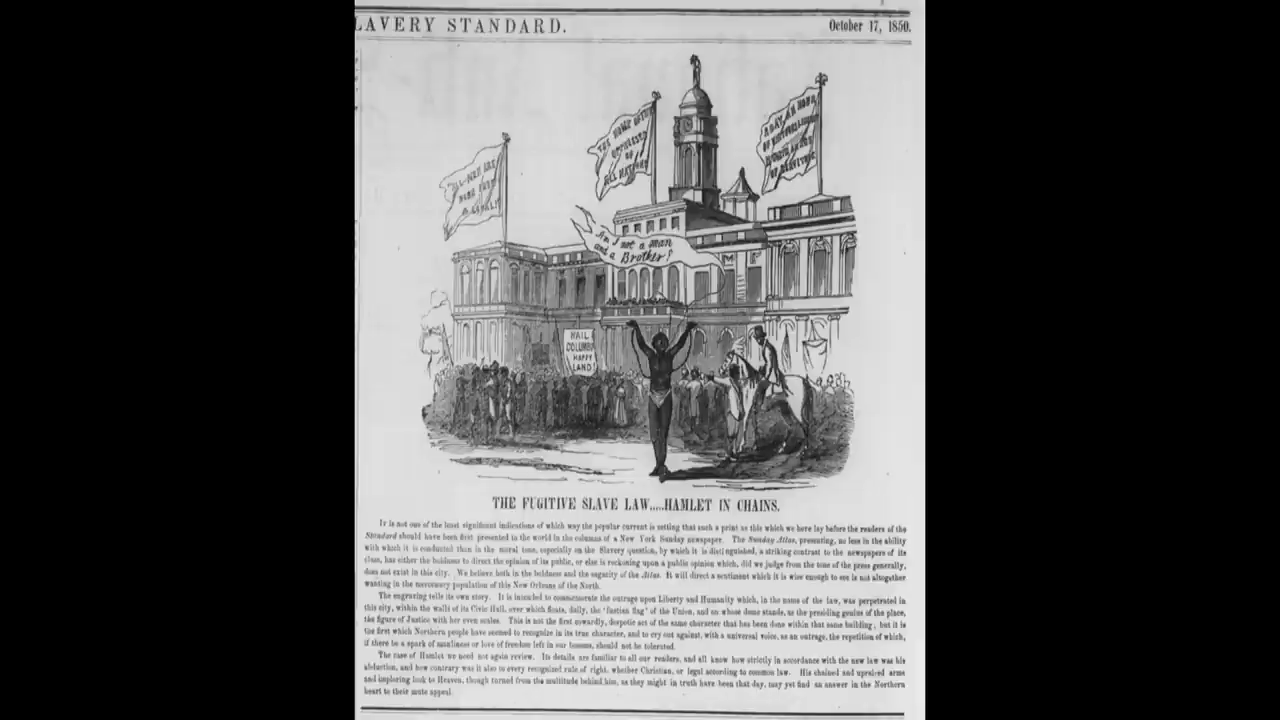 LAVERY STANDARD.
October 17, 1850.
THE HOME OF THE
OPPRESSED
OF
ALL NATIONS
A DAY, AN HOUR
OF VIRTUOUS LIBERTY
IS WORTH AN AGE
OF SERVITUDE
ALL MEN ARE
BORN FREE
& EQUAL!
Am I not a man
and a Brother?
HAIL
COLUMBIA
HAPPY
LAND!
THE FUGITIVE SLAVE LAW.....HAMLET IN CHAINS.
It is not one of the least significant indications of which way the popular current is setting that such a print as this which we here lay before the readers of the
Standard should have been first presented to the world in the columns of a New York Sunday newspaper. The Sunday Atlas, presenting, no less in the ability
with which it is conducted than in the moral tone, especially on the Slavery question, by which it is distinguished, a striking contrast to the newspapers of its
class, has either the boldness to direct the opinion of its public, or else is reckoning upon a public opinion which, did we judge from the tone of the press generally,
does not exist in this city. We believe both in the boldness and the sagacity of the Atlas. It will direct a sentiment which it is wise enough to see is not altogether
wanting in the mercenary population of this New Orleans of the North.
The engraving tells its own story. It is intended to commemorate the outrage upon Liberty and Humanity which, in the name of the law, was perpetrated in
this city, within the walls of its Civic Hall, over which floats, daily, the "fustian flag" of the Union, and on whose dome stands, as the presiding genius of the place,
the figure of Justice with her even scales. This is not the first cowardly, despotic act of the same character that has been done within that same building, but it is
the first which Northern people have seemed to recognize in its true character, and to cry out against, with a universal voice, as an outrage, the repetition of which,
if there be a spark of manliness or love of freedom left in our bosoms, should not be tolerated.
The case of Hamlet we need not again review. Its details are familiar to all our readers, and all know how strictly in accordance with the new law was his
abduction, and how contrary was it also to every recognized rule of right, whether Christian, or legal according to common law. His chained and upraised arms
and imploring look to Heaven, though turned from the multitude behind him, as they might in truth have been that day, may yet find an answer in the Northern
heart to their mute appeal.